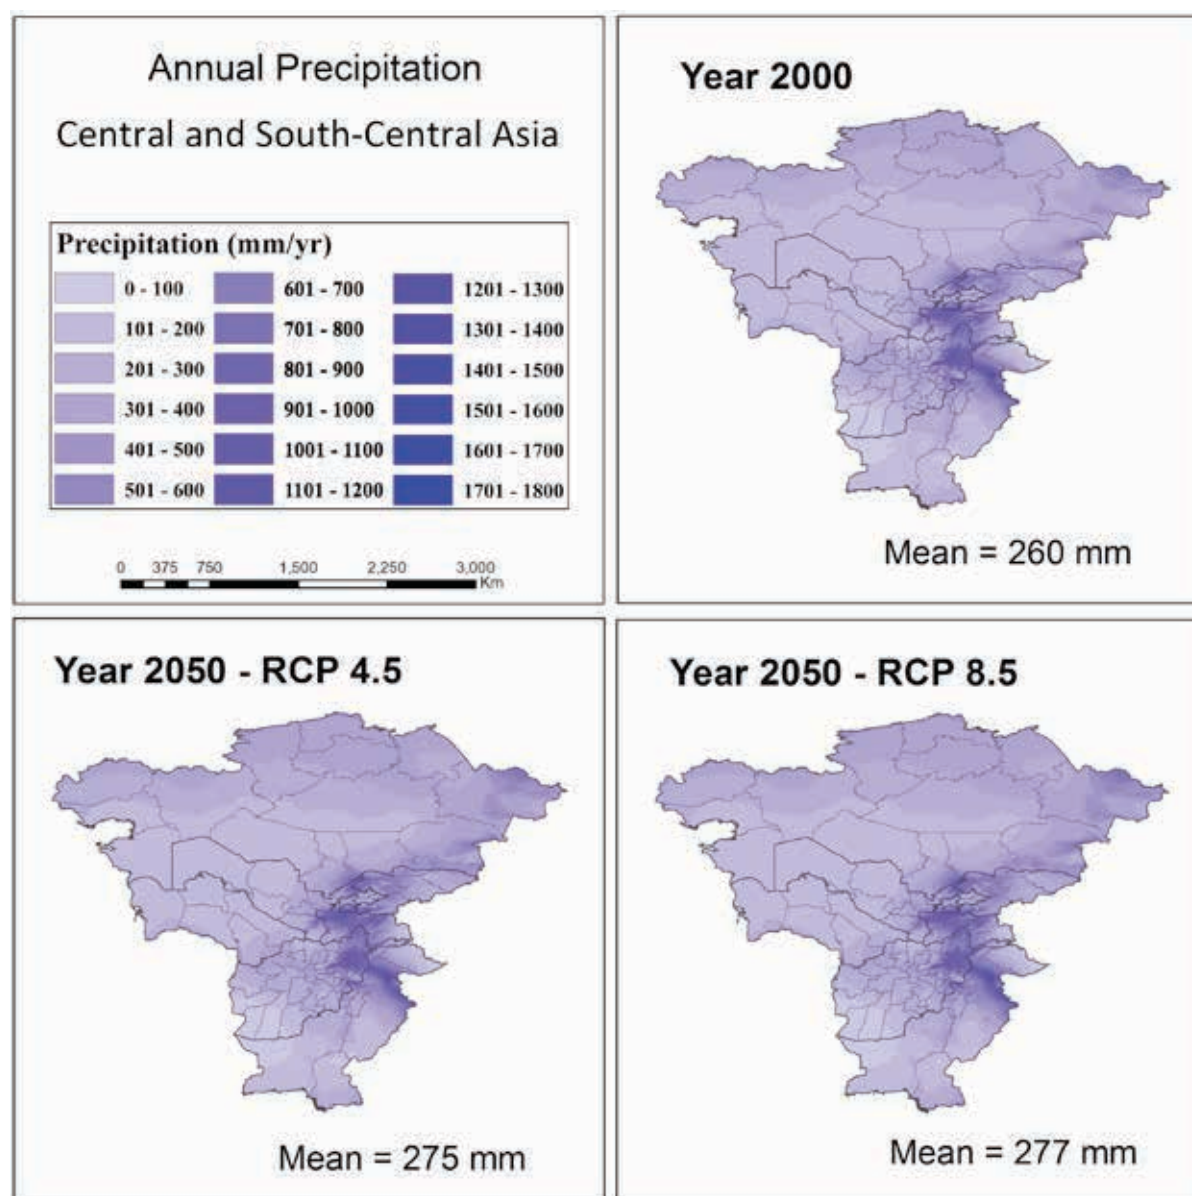 Annual Precipitation
Central and South-Central Asia
Precipitation (mm/yr)
0 - 100 601 - 700 1201 - 1300
101 - 200 701 - 800 1301 - 1400
201 - 300 801 - 900 1401 - 1500
301 - 400 901 - 1000 1501 - 1600
401 - 500 1001 - 1100 1601 - 1700
501 - 600 1101 - 1200 1701 - 1800
0 375 750 1,500 2,250 3,000
Km
Year 2000
Mean = 260 mm
Year 2050 - RCP 4.5
Mean = 275 mm
Year 2050 - RCP 8.5
Mean = 277 mm